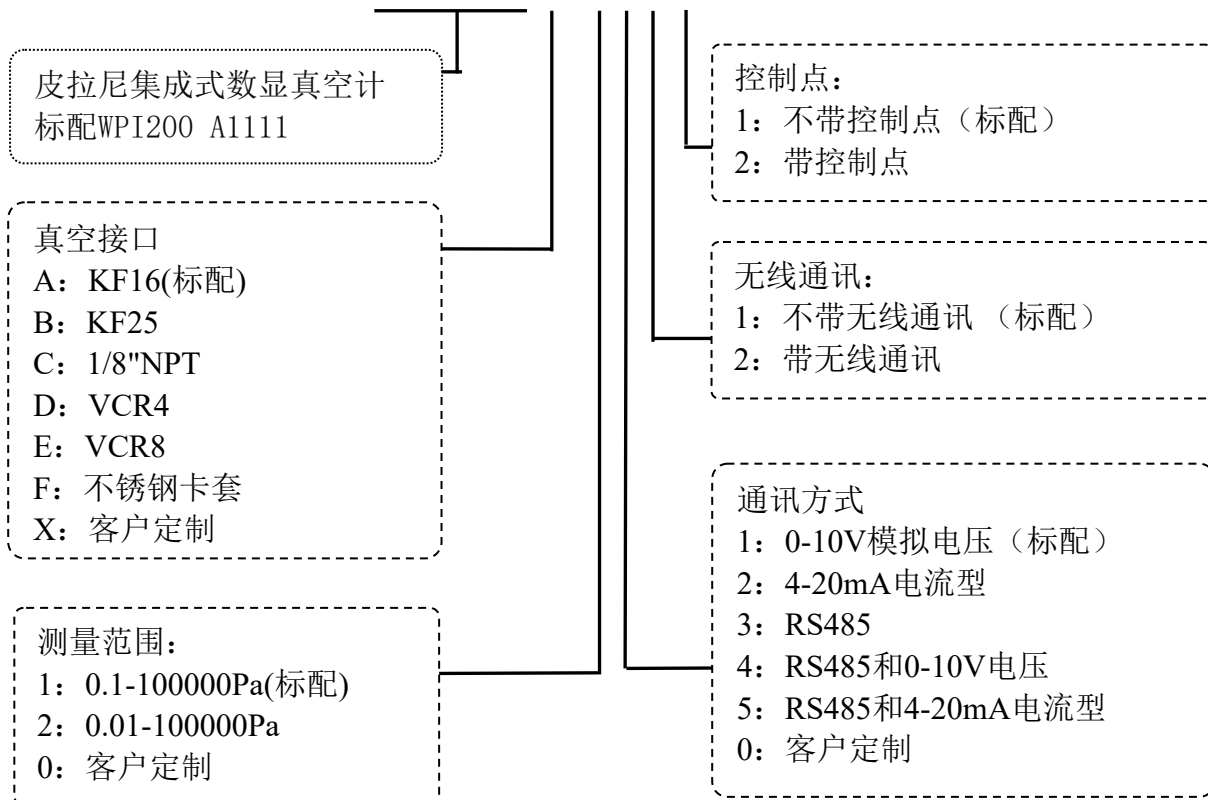 皮拉尼集成式数显真空计
标配WPI200 A1111
真空接口
A：KF16(标配)
B：KF25
C：1/8"NPT
D：VCR4
E：VCR8
F：不锈钢卡套
X：客户定制
测量范围：
1：0.1-100000Pa(标配)
2：0.01-100000Pa
0：客户定制
控制点：
1：不带控制点（标配）
2：带控制点
无线通讯：
1：不带无线通讯 （标配）
2：带无线通讯
通讯方式
1：0-10V模拟电压（标配）
2：4-20mA电流型
3：RS485
4：RS485和0-10V电压
5：RS485和4-20mA电流型
0：客户定制